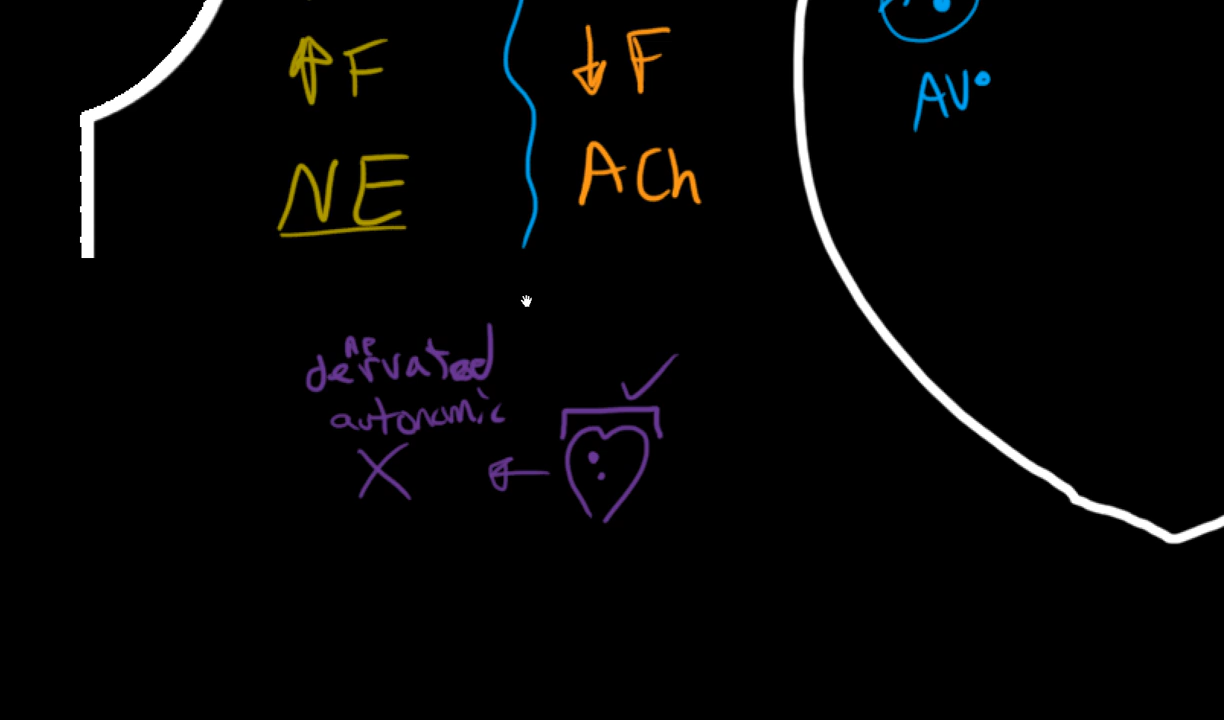 ↑ F
↓ F
AV
NE
ACh
denervated
autonomic
X